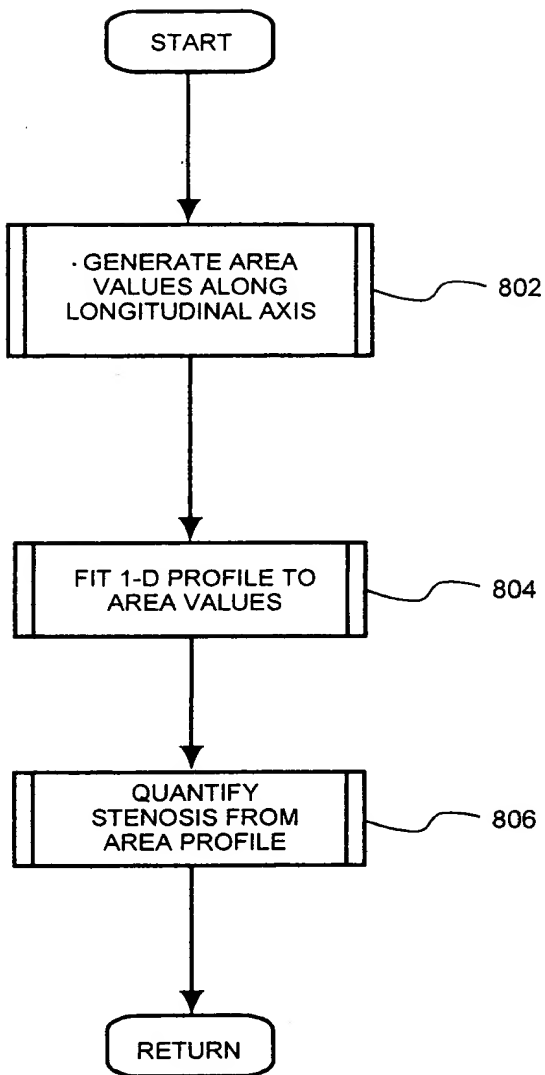 START
GENERATE AREA
VALUES ALONG
LONGITUDINAL AXIS
802
FIT 1-D PROFILE TO
AREA VALUES
804
QUANTIFY
STENOSIS FROM
AREA PROFILE
806
RETURN